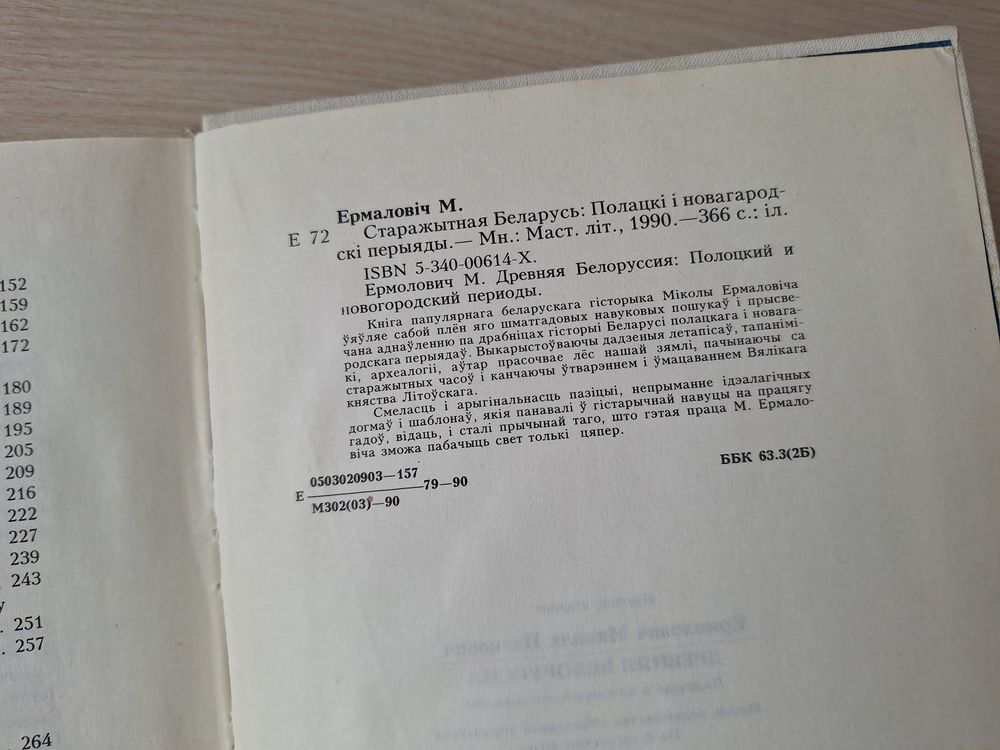 152
159
162
172
180
189
195
205
209
216
222
227
239
243
у
. 251
. 257
264
Ермаловіч М.
Е 72
Старажытная Беларусь: Полацкі і новагарод-
скі перыяды.— Мн.: Маст. літ., 1990.—366 с.: іл.
ISBN 5-340-00614-X.
Ермолович М. Древняя Белоруссия: Полоцкий и
новогородский периоды.
Кніга папулярнага беларускага гісторыка Міколы Ермаловіча
ўяўляе сабой плён яго шматгадовых навуковых пошукаў і прысве-
чана аднаўленню па драбніцах гісторыі Беларусі полацкага і новага-
родскага перыядаў. Выкарыстоўваючы дадзеныя летапісаў, тапанімі-
кі, археалогіі, аўтар прасочвае лёс нашай зямлі, пачынаючы са
старажытных часоў і канчаючы ўтварэннем і ўмацаваннем Вялікага
княства Літоўскага.
Смеласць і арыгінальнасць пазіцыі, непрыманне ідэалагічных
догмаў і шаблонаў, якія панавалі ў гістарычнай навуцы на працягу
гадоў, відаць, і сталі прычынай таго, што гэтая праца М. Ермало-
віча зможа пабачыць свет толькі цяпер.
Е 0503020903—157
М302(03)—90 79—90
ББК 63.3(2Б)